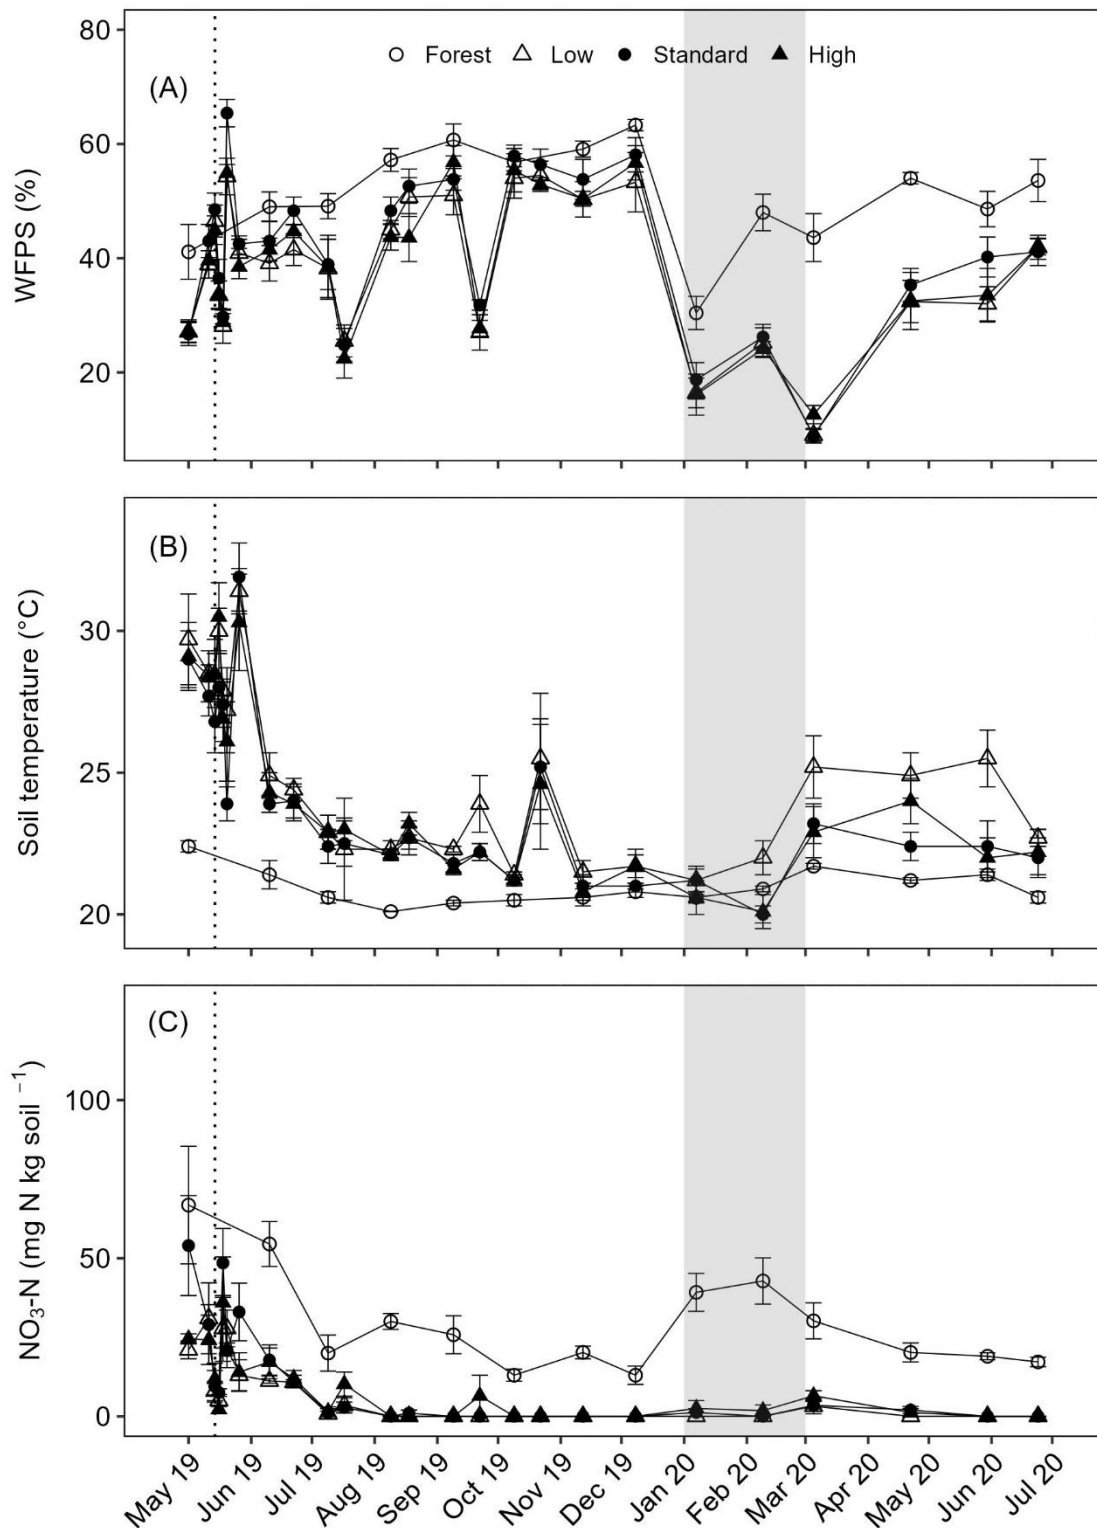 80
Forest Low Standard High
(A)
60
WFPS (%)
40
20
(B)
30
Soil temperature (°C)
25
20
(C)
100
NO₃-N (mg N kg soil ⁻¹)
50
0
May 19 Jun 19 Jul 19 Aug 19 Sep 19 Oct 19 Nov 19 Dec 19 Jan 20 Feb 20 Mar 20 Apr 20 May 20 Jun 20 Jul 20